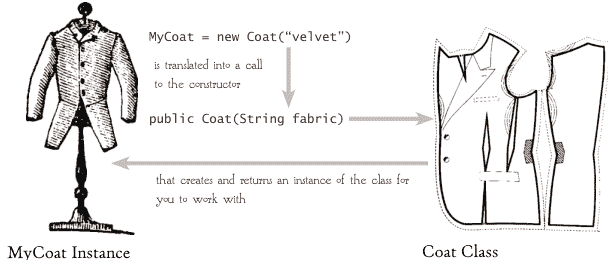 MyCoat = new Coat(“velvet”)
is translated into a call
to the constructor
public Coat(String fabric)
that creates and returns an instance of the class for
you to work with
MyCoat Instance
Coat Class